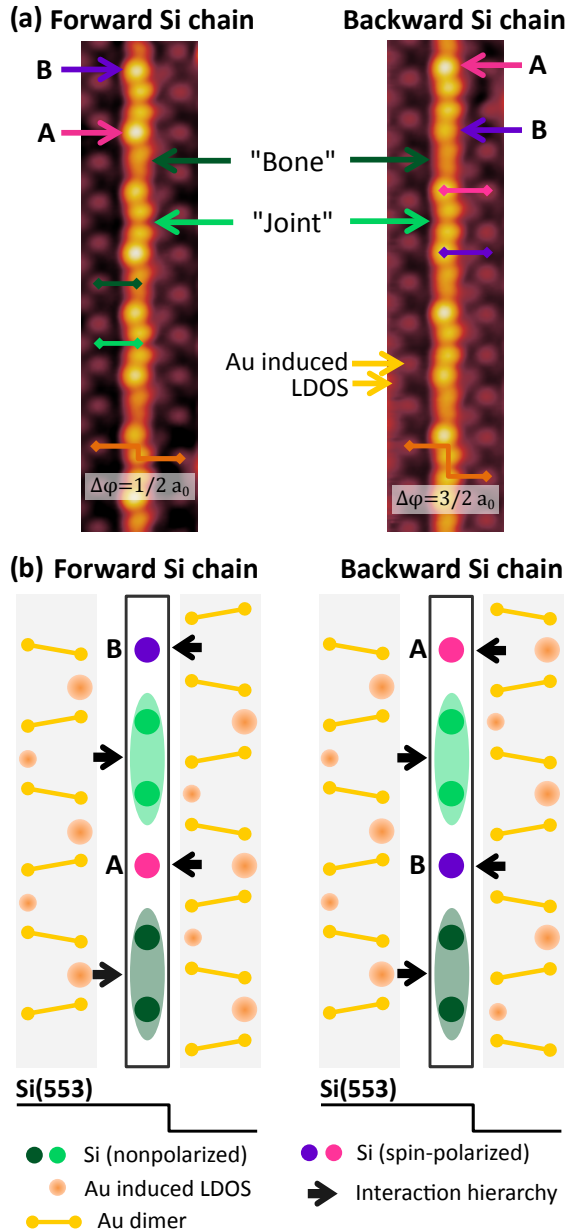 (a) Forward Si chain Backward Si chain
B A
A B
"Bone"
"Joint"
Au induced
LDOS
Δφ=1/2 a₀ Δφ=3/2 a₀
(b) Forward Si chain Backward Si chain
B A
A B
Si(553) Si(553)
Si (nonpolarized) Si (spin-polarized)
Au induced LDOS Interaction hierarchy
Au dimer